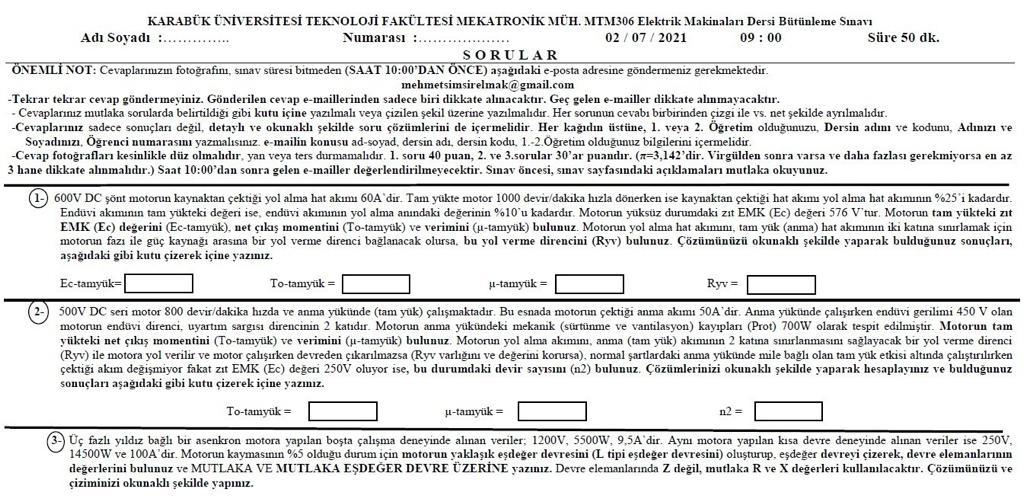 KARABÜK ÜNİVERSİTESİ TEKNOLOJİ FAKÜLTESİ MEKATRONİK MÜH. MTM306 Elektrik Makinaları Dersi Bütünleme Sınavı
Adı Soyadı :………….. Numarası :………………. 02 / 07 / 2021 09 : 00 Süre 50 dk.
S O R U L A R
ÖNEMLİ NOT: Cevaplarınızın fotoğrafını, sınav süresi bitmeden (SAAT 10:00'DAN ÖNCE) aşağıdaki e-posta adresine göndermeniz gerekmektedir.
mehmetsimsirelmak@gmail.com
-Tekrar tekrar cevap göndermeyiniz. Gönderilen cevap e-maillerinden sadece biri dikkate alınacaktır. Geç gelen e-mailler dikkate alınmayacaktır.
- Cevaplarınız mutlaka sorularda belirtildiği gibi kutu içine yazılmalı veya çizilen şekil üzerine yazılmalıdır. Her sorunun cevabı birbirinden çizgi ile vs. net şekilde ayrılmalıdır.
-Cevaplarınız sadece sonuçları değil, detaylı ve okunaklı şekilde soru çözümlerini de içermelidir. Her kağıdın üstüne, 1. veya 2. Öğretim olduğunuzu, Dersin adını ve kodunu, Adınızı ve
Soyadınızı, Öğrenci numarasını yazmalısınız. e-mailin konusu ad-soyad, dersin adı, dersin kodu, 1.-2.Öğretim olduğunuz bilgilerini içermelidir.
-Cevap fotoğrafları kesinlikle düz olmalıdır, yan veya ters durmamalıdır. 1. soru 40 puan, 2. ve 3.sorular 30'ar puandır. (π=3,142'dir. Virgülden sonra varsa ve daha fazlası gerekmiyorsa en az
3 hane dikkate alınmalıdır.) Saat 10:00'dan sonra gelen e-mailler değerlendirilmeyecektir. Sınav öncesi, sınav sayfasındaki açıklamaları mutlaka okuyunuz.
1- 600V DC şönt motorun kaynaktan çektiği yol alma hat akımı 60A'dir. Tam yükte motor 1000 devir/dakika hızla dönerken ise kaynaktan çektiği hat akımı yol alma hat akımının %25'i kadardır.
Endüvi akımının tam yükteki değeri ise, endüvi akımının yol alma anındaki değerinin %10'u kadardır. Motorun yüksüz durumdaki zıt EMK (Ec) değeri 576 V'tur. Motorun tam yükteki zıt
EMK (Ec) değerini (Ec-tamyük), net çıkış momentini (To-tamyük) ve verimini (µ-tamyük) bulunuz. Motorun yol alma hat akımını, tam yük (anma) hat akımının iki katına sınırlamak için
motorun fazı ile güç kaynağı arasına bir yol verme direnci bağlanacak olursa, bu yol verme direncini (Ryv) bulunuz. Çözümünüzü okunaklı şekilde yaparak bulduğunuz sonuçları,
aşağıdaki gibi kutu çizerek içine yazınız.
Ec-tamyük= To-tamyük = µ-tamyük = Ryv =
2- 500V DC seri motor 800 devir/dakika hızda ve anma yükünde (tam yük) çalışmaktadır. Bu esnada motorun çektiği anma akımı 50A'dir. Anma yükünde çalışırken endüvi gerilimi 450 V olan
motorun endüvi direnci, uyartım sargısı direncinin 2 katıdır. Motorun anma yükündeki mekanik (sürtünme ve vantilasyon) kayıpları (Prot) 700W olarak tespit edilmiştir. Motorun tam
yükteki net çıkış momentini (To-tamyük) ve verimini (µ-tamyük) bulunuz. Motorun yol alma akımını, anma (tam yük) akımının 2 katına sınırlanmasını sağlayacak bir yol verme direnci
(Ryv) ile motora yol verilir ve motor çalışırken devreden çıkarılmazsa (Ryv varlığını ve değerini korursa), normal şartlardaki anma yükünde mile bağlı olan tam yük etkisi altında çalıştırılırken
çektiği akım değişmiyor fakat zıt EMK (Ec) değeri 250V oluyor ise, bu durumdaki devir sayısını (n2) bulunuz. Çözümlerinizi okunaklı şekilde yaparak hesaplayınız ve bulduğunuz
sonuçları aşağıdaki gibi kutu çizerek içine yazınız.
To-tamyük = µ-tamyük = n2 =
3- Üç fazlı yıldız bağlı bir asenkron motora yapılan boşta çalışma deneyinde alınan veriler; 1200V, 5500W, 9,5A'dir. Aynı motora yapılan kısa devre deneyinde alınan veriler ise 250V,
14500W ve 100A'dir. Motorun kaymasının %5 olduğu durum için motorun yaklaşık eşdeğer devresini (L tipi eşdeğer devresini) oluşturup, eşdeğer devreyi çizerek, devre elemanlarının
değerlerini bulunuz ve MUTLAKA VE MUTLAKA EŞDEĞER DEVRE ÜZERİNE yazınız. Devre elemanlarında Z değil, mutlaka R ve X değerleri kullanılacaktır. Çözümünüzü ve
çiziminizi okunaklı şekilde yapınız.